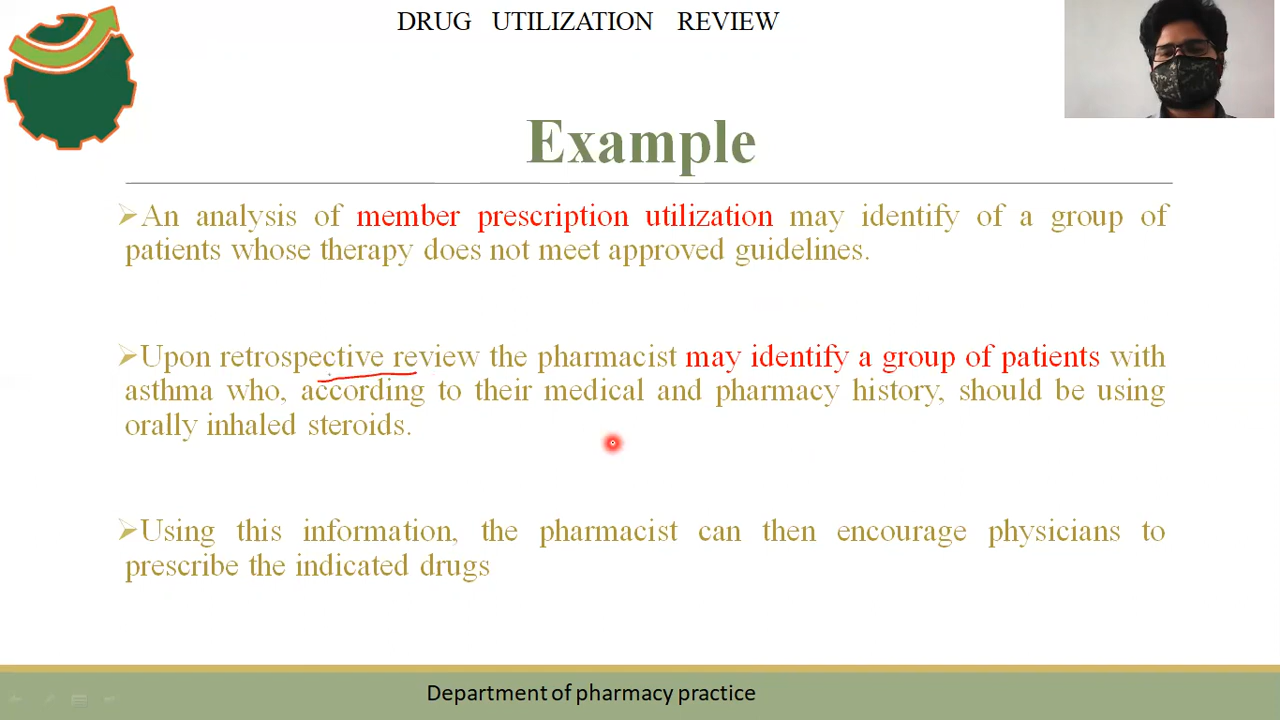 DRUG UTILIZATION REVIEW
Example
An analysis of member prescription utilization may identify of a group of
patients whose therapy does not meet approved guidelines.
Upon retrospective review the pharmacist may identify a group of patients with
asthma who, according to their medical and pharmacy history, should be using
orally inhaled steroids.
Using this information, the pharmacist can then encourage physicians to
prescribe the indicated drugs
Department of pharmacy practice